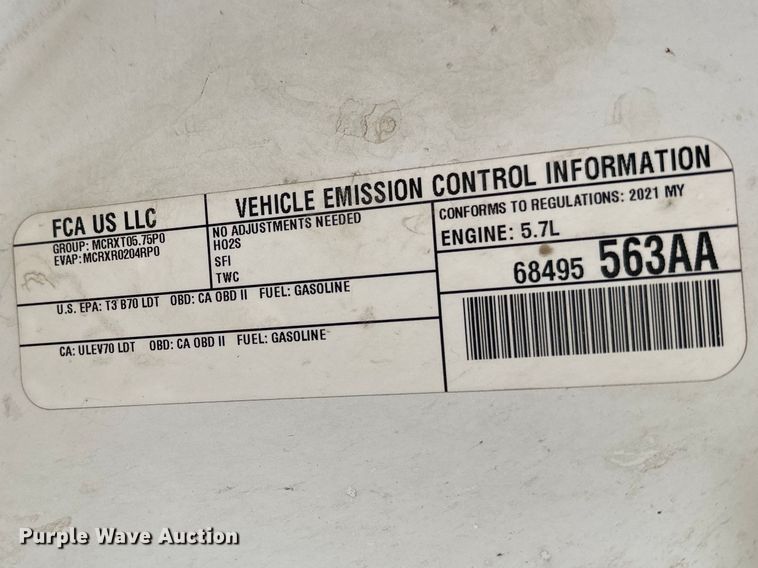 FCA US LLC
GROUP: MCRXT05.75P0
EVAP: MCRXR0204RP0
VEHICLE EMISSION CONTROL INFORMATION
NO ADJUSTMENTS NEEDED
HO2S
SFI
TWC
CONFORMS TO REGULATIONS: 2021 MY
ENGINE: 5.7L
68495 563AA
U.S. EPA: T3 B70 LDT OBD: CA OBD II FUEL: GASOLINE
CA: ULEV70 LDT OBD: CA OBD II FUEL: GASOLINE
Purple Wave Auction